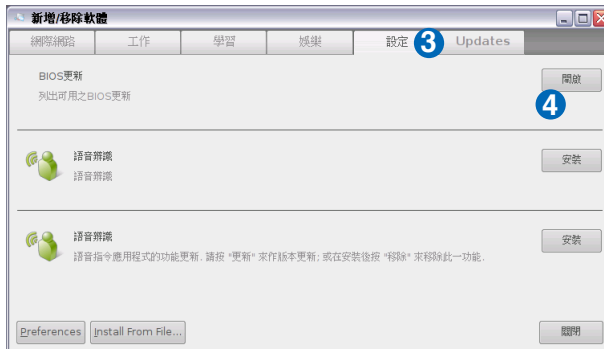 新增/移除軟體
網際網路 工作 學習 娛樂 設定 3 Updates
BIOS更新
列出可用之BIOS更新
開啟
4
語音辨識
語音辨識
安裝
語音辨識
語音指令應用程式的功能更新. 請按 "更新" 來作版本更新; 或在安裝後按 "移除" 來移除此一功能.
安裝
Preferences Install From File... 關閉